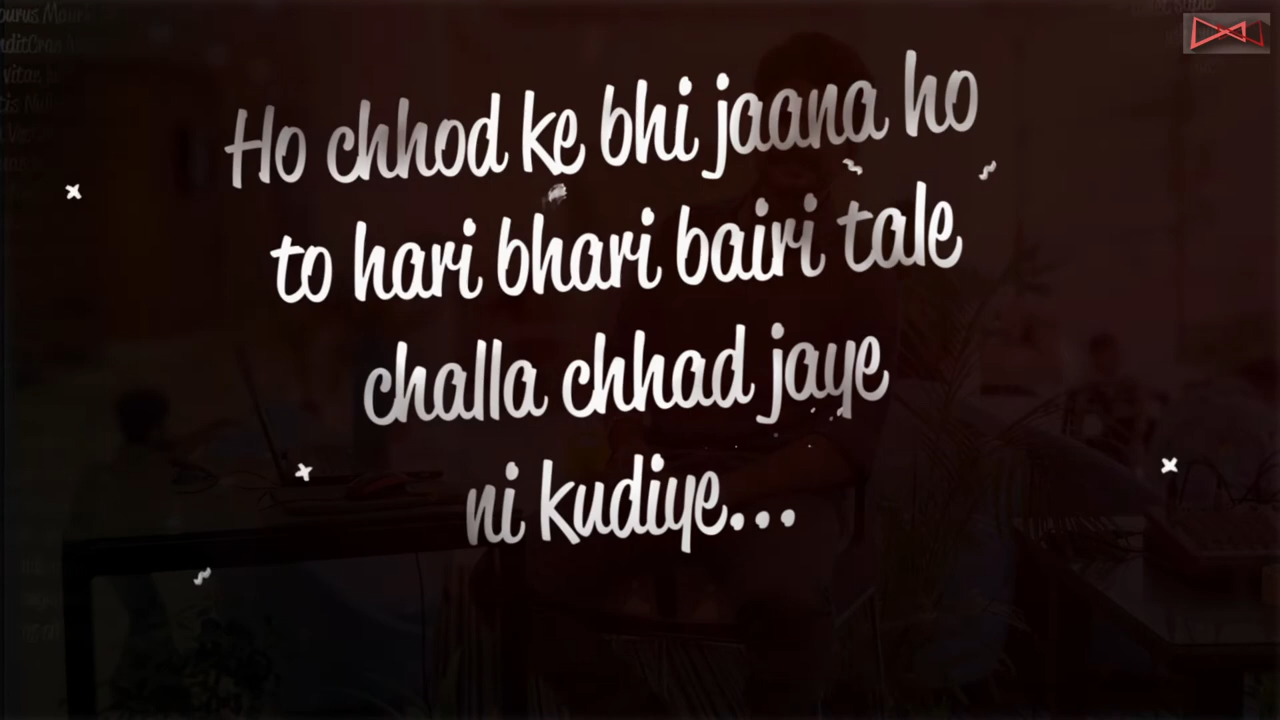 Ho chhod ke bhi jaana ho
to hari bhari bairi tale
challa chhad jaye
ni kudiye...